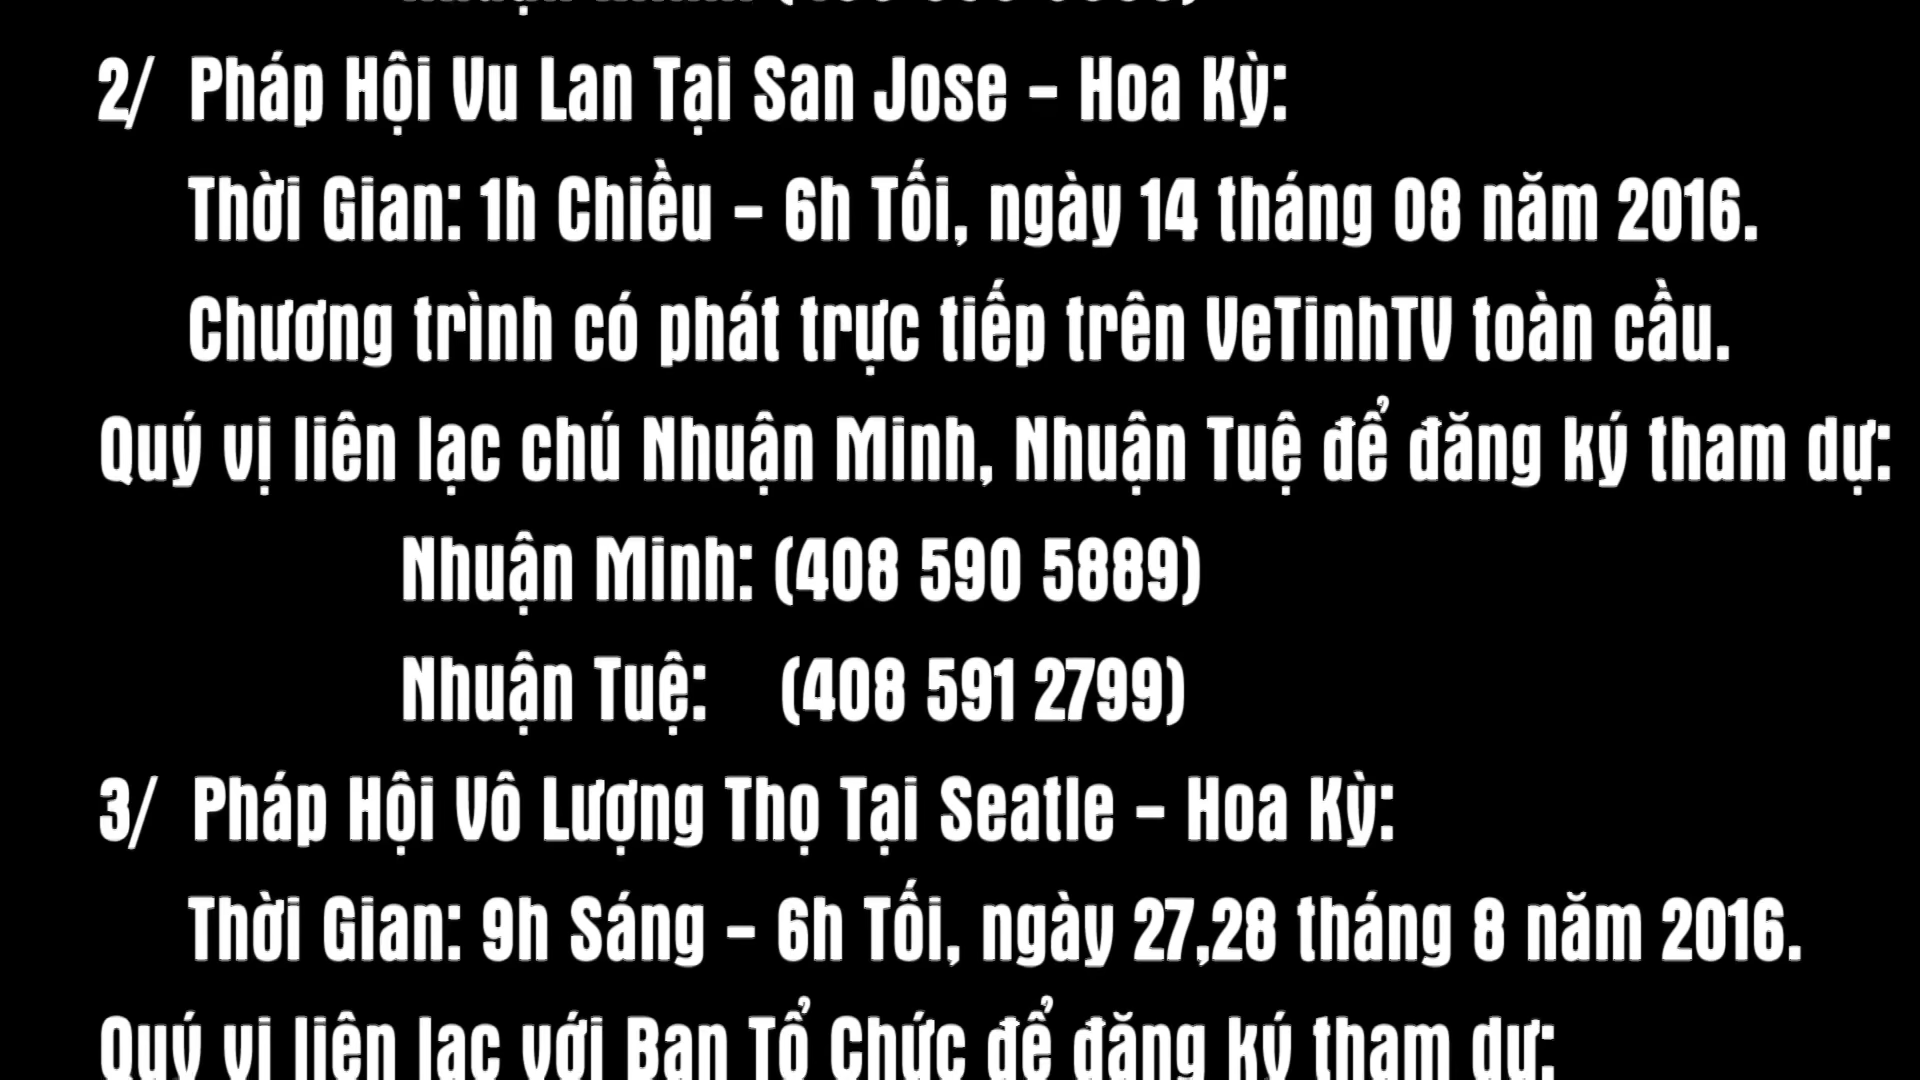 2/ Pháp Hội Vu Lan Tại San Jose - Hoa Kỳ:
Thời Gian: 1h Chiều - 6h Tối, ngày 14 tháng 08 năm 2016.
Chương trình có phát trực tiếp trên VeTinhTV toàn cầu.
Quý vị liên lạc chú Nhuận Minh, Nhuận Tuệ để đăng ký tham dự:
Nhuận Minh: (408 590 5889)
Nhuận Tuệ: (408 591 2799)
3/ Pháp Hội Vô Lượng Thọ Tại Seatle - Hoa Kỳ:
Thời Gian: 9h Sáng - 6h Tối, ngày 27,28 tháng 8 năm 2016.
Quý vị liên lạc với Ban Tổ Chức để đăng ký tham dự: